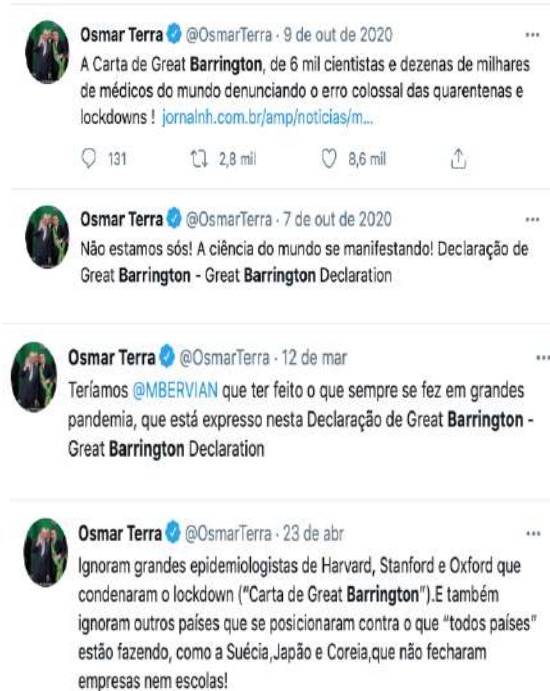 Osmar Terra @OsmarTerra · 9 de out de 2020
A Carta de Great Barrington, de 6 mil cientistas e dezenas de milhares
de médicos do mundo denunciando o erro colossal das quarentenas e
lockdowns ! jornalnh.com.br/amp/noticias/m...
131 2,8 mil 8,6 mil
Osmar Terra @OsmarTerra · 7 de out de 2020
Não estamos sós! A ciência do mundo se manifestando! Declaração de
Great Barrington - Great Barrington Declaration
Osmar Terra @OsmarTerra · 12 de mar
Teríamos @MBERVIAN que ter feito o que sempre se fez em grandes
pandemia, que está expresso nesta Declaração de Great Barrington -
Great Barrington Declaration
Osmar Terra @OsmarTerra · 23 de abr
Ignoram grandes epidemiologistas de Harvard, Stanford e Oxford que
condenaram o lockdown ("Carta de Great Barrington").E também
ignoram outros países que se posicionaram contra o que "todos países"
estão fazendo, como a Suécia,Japão e Coreia,que não fecharam
empresas nem escolas!